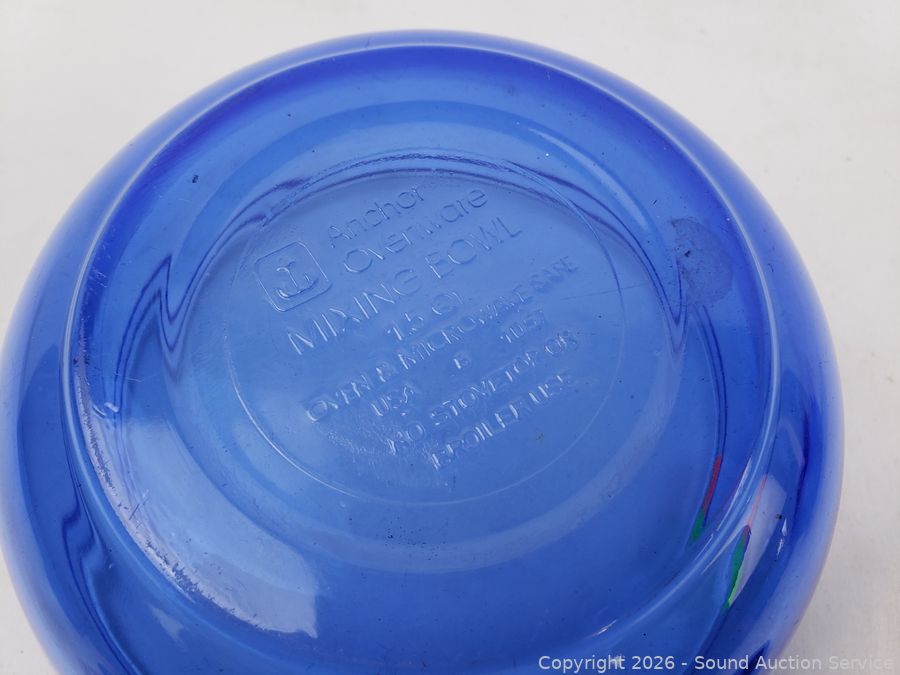 Anchor
Ovenware
MIXING BOWL
1.5 Qt
OVEN & MICROWAVE SAFE
USA 1057
NO STOVETOP OR
BROILER USE
Copyright 2026 - Sound Auction Service